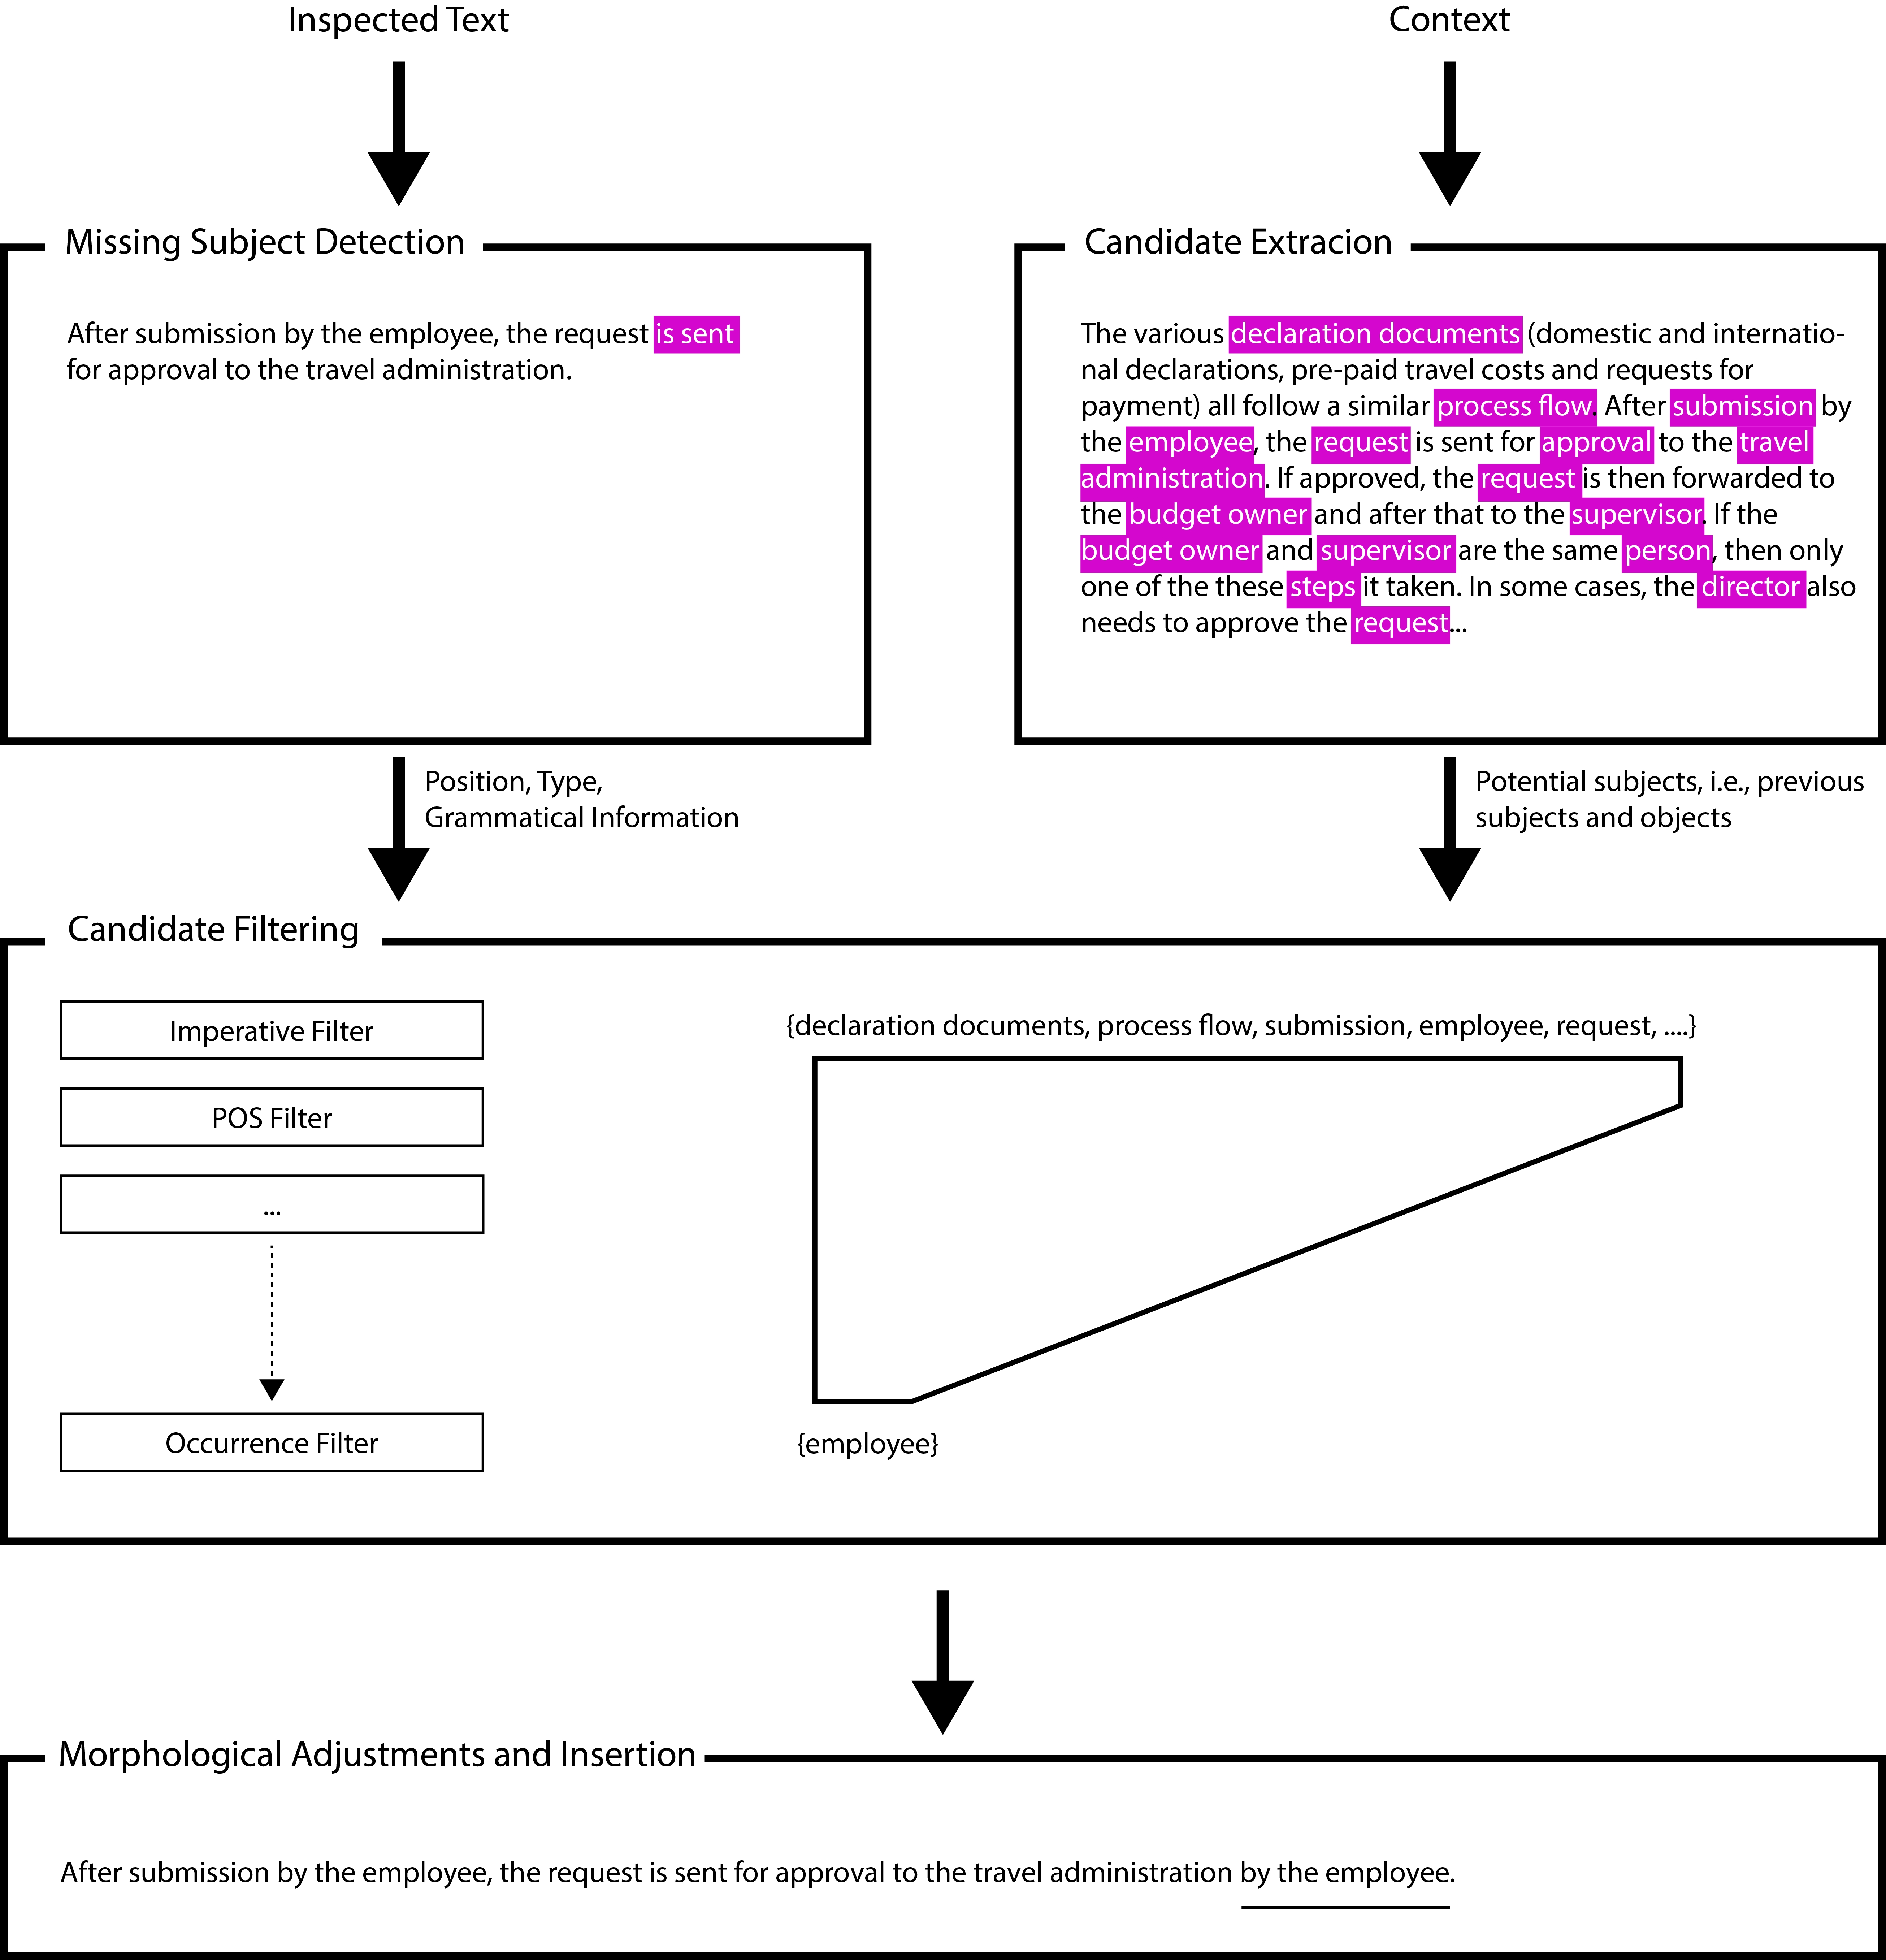 Inspected Text
Context
Missing Subject Detection
After submission by the employee, the request is sent
for approval to the travel administration.
Candidate Extracion
The various declaration documents (domestic and internatio-
nal declarations, pre-paid travel costs and requests for
payment) all follow a similar process flow. After submission by
the employee, the request is sent for approval to the travel
administration. If approved, the request is then forwarded to
the budget owner and after that to the supervisor. If the
budget owner and supervisor are the same person, then only
one of the these steps it taken. In some cases, the director also
needs to approve the request...
Position, Type,
Grammatical Information
Potential subjects, i.e., previous
subjects and objects
Candidate Filtering
Imperative Filter
POS Filter
...
Occurrence Filter
{declaration documents, process flow, submission, employee, request, ....}
{employee}
Morphological Adjustments and Insertion
After submission by the employee, the request is sent for approval to the travel administration by the employee.